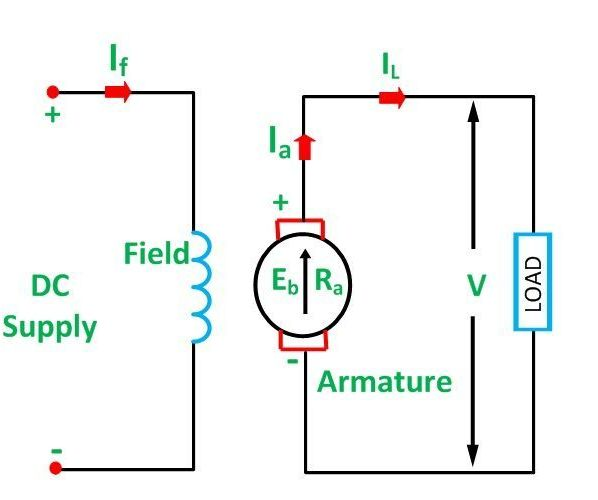 If
IL
+
Ia
+
Field
Eb Ra
DC
Supply
V
LOAD
-
Armature
-